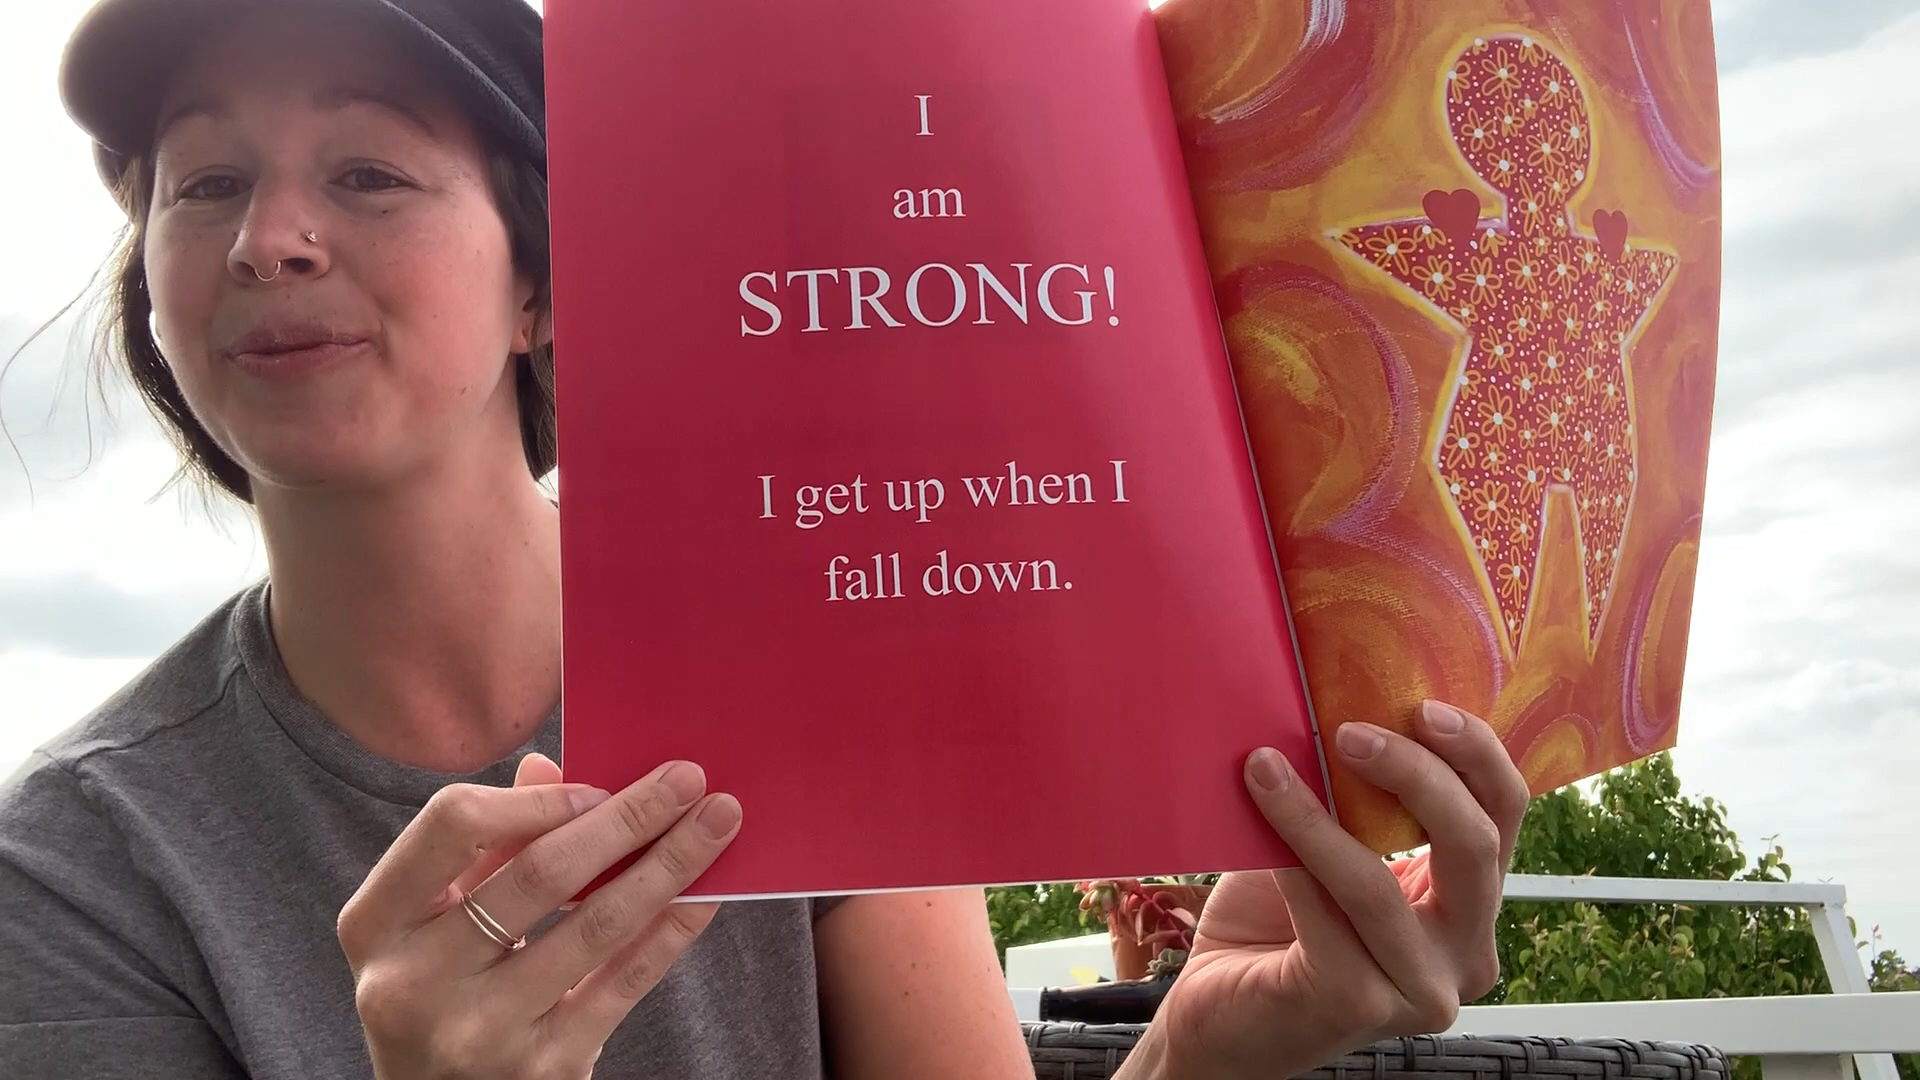 I
am
STRONG!
I get up when I
fall down.